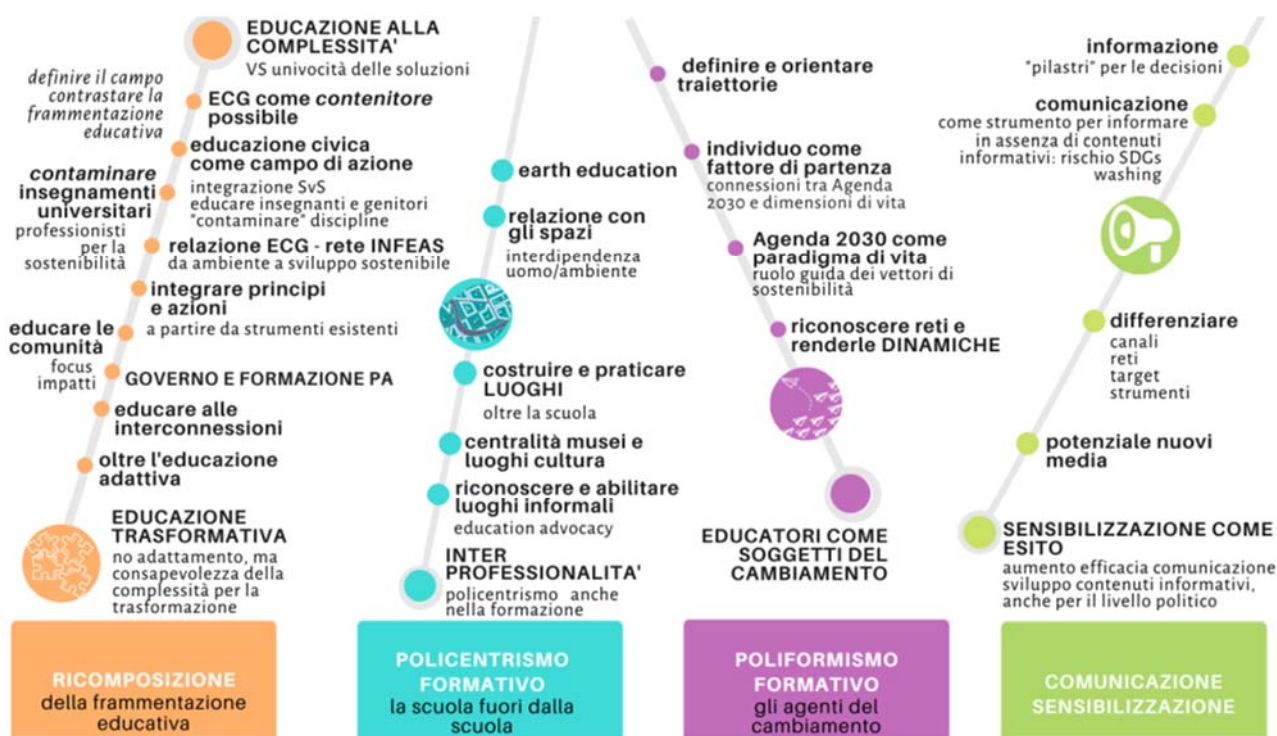 EDUCAZIONE ALLA
COMPLESSITA'
VS univocità delle soluzioni
definire il campo
contrastare la
frammentazione
educativa
ECG come contenitore
possibile
educazione civica
come campo di azione
integrazione SvS
educare insegnanti e genitori
"contaminare" discipline
contaminare
insegnamenti
universitari
professionisti
per la
sostenibilità
relazione ECG - rete INFEAS
da ambiente a sviluppo sostenibile
integrare principi
e azioni
a partire da strumenti esistenti
educare le
comunità
focus
impatti
GOVERNO E FORMAZIONE PA
educare alle
interconnessioni
oltre l'educazione
adattiva
EDUCAZIONE
TRASFORMATIVA
no adattamento, ma
consapevolezza della
complessità per la
trasformazione
RICOMPOSIZIONE
della frammentazione
educativa
earth education
relazione con
gli spazi
interdipendenza
uomo/ambiente
costruire e praticare
LUOGHI
oltre la scuola
centralità musei e
luoghi cultura
riconoscere e abilitare
luoghi informali
education advocacy
INTER
PROFESSIONALITA'
policentrismo anche
nella formazione
POLICENTRISMO
FORMATIVO
la scuola fuori dalla
scuola
definire e orientare
traiettorie
individuo come
fattore di partenza
connessioni tra Agenda
2030 e dimensioni di vita
Agenda 2030 come
paradigma di vita
ruolo guida dei vettori di
sostenibilità
riconoscere reti e
renderle DINAMICHE
EDUCATORI COME
SOGGETTI DEL
CAMBIAMENTO
POLIFORMISMO
FORMATIVO
gli agenti del
cambiamento
informazione
"pilastri" per le decisioni
comunicazione
come strumento per informare
in assenza di contenuti
informativi: rischio SDGs
washing
differenziare
canali
reti
target
strumenti
potenziale nuovi
media
SENSIBILIZZAZIONE COME
ESITO
aumento efficacia comunicazione
sviluppo contenuti informativi,
anche per il livello politico
COMUNICAZIONE
SENSIBILIZZAZIONE